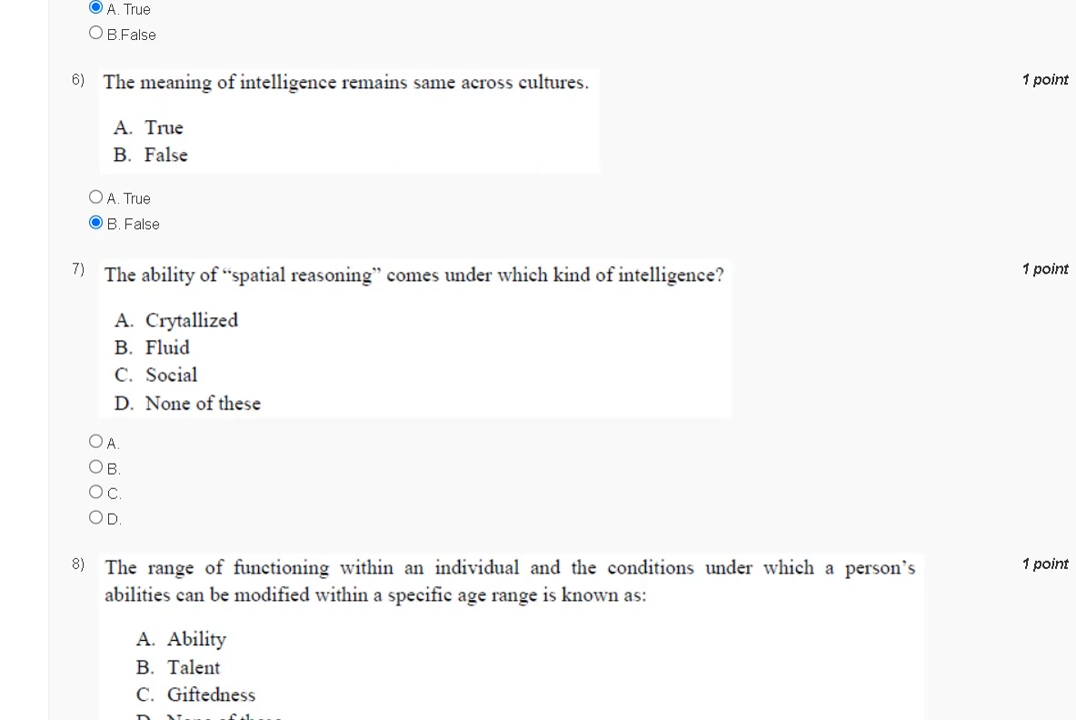 A. True
B.False
6) The meaning of intelligence remains same across cultures. 1 point
A. True
B. False
A. True
B. False
7) The ability of “spatial reasoning” comes under which kind of intelligence? 1 point
A. Crytallized
B. Fluid
C. Social
D. None of these
A.
B.
C.
D.
8) The range of functioning within an individual and the conditions under which a person’s 1 point
abilities can be modified within a specific age range is known as:
A. Ability
B. Talent
C. Giftedness
D. None of these